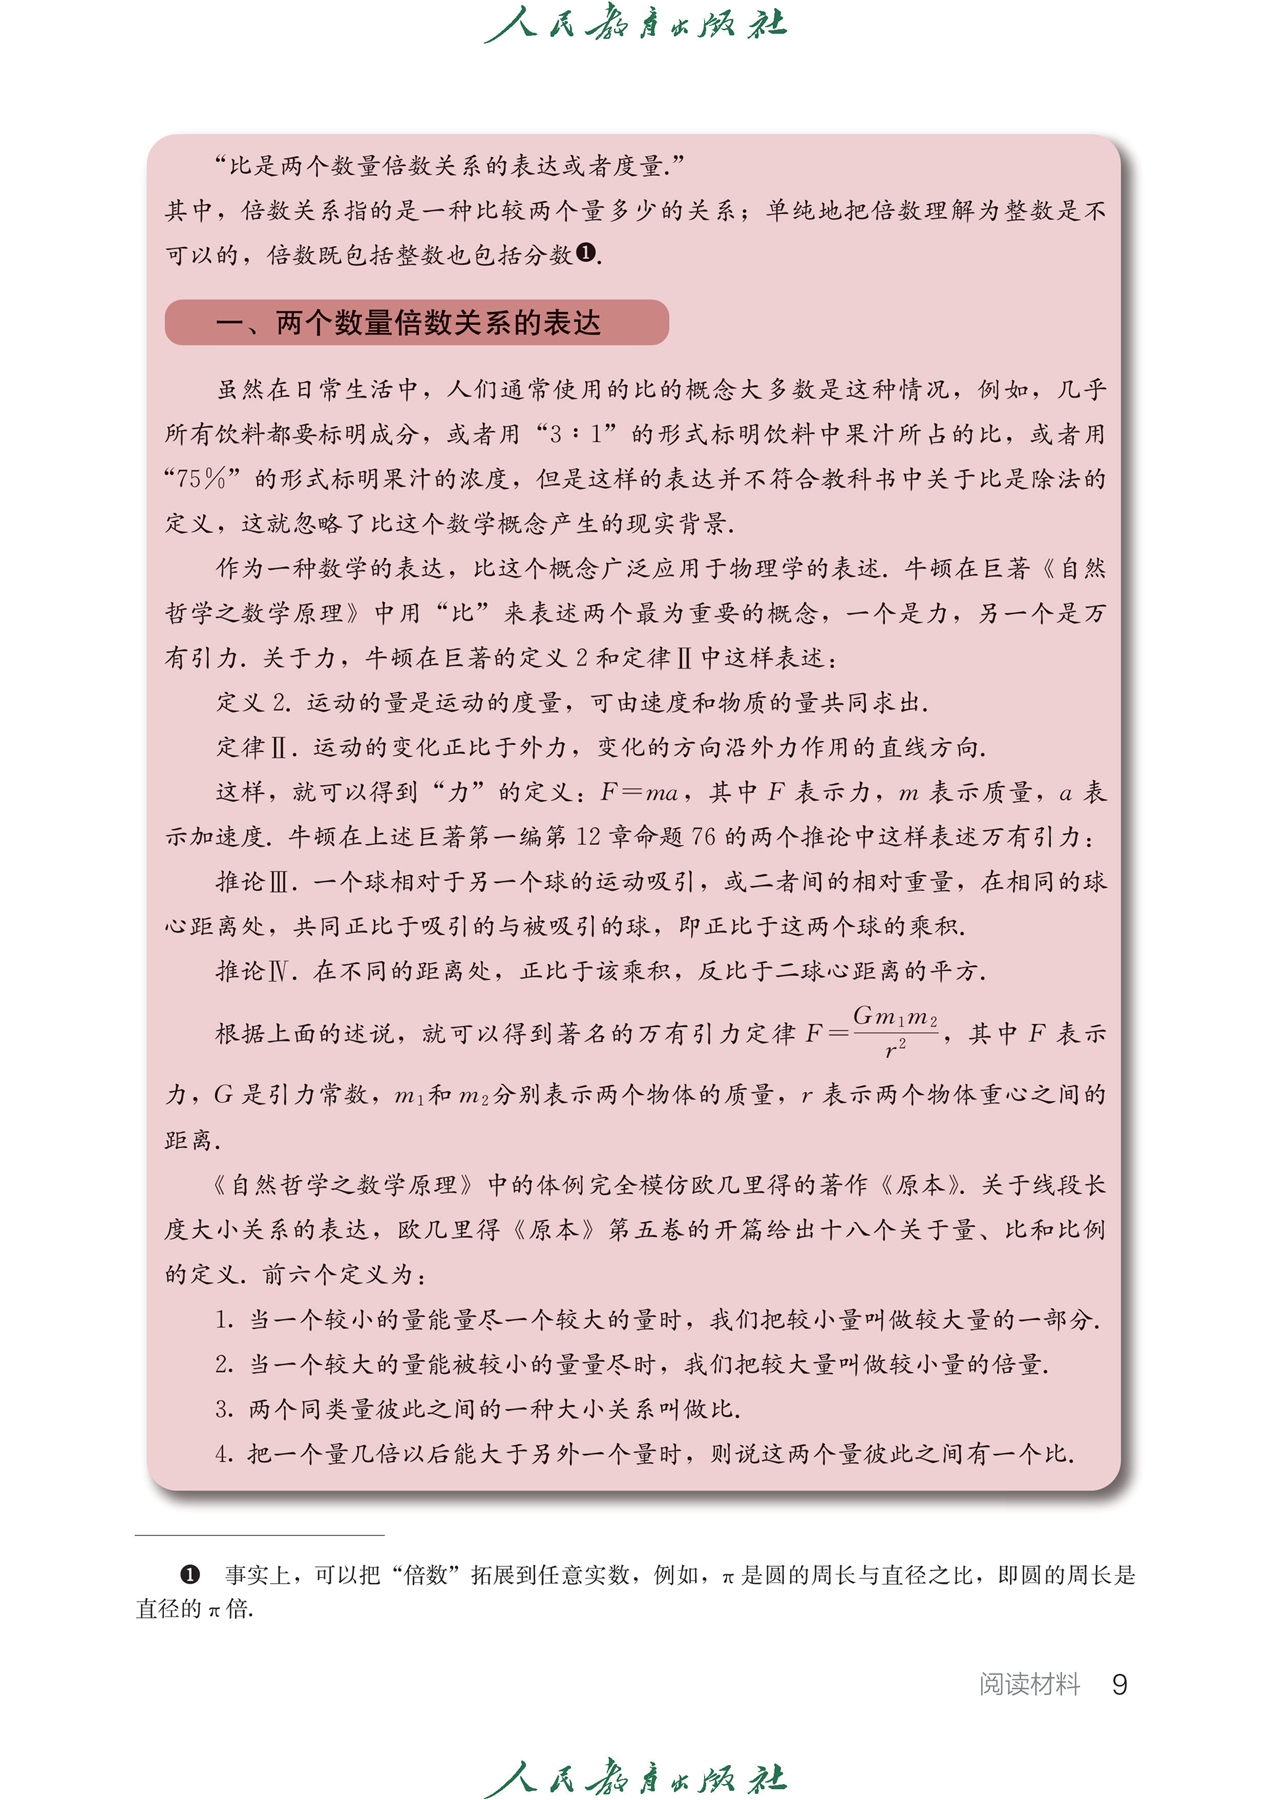 人民教育出版社
“比是两个数量倍数关系的表达或者度量.”
其中，倍数关系指的是一种比较两个量多少的关系；单纯地把倍数理解为整数是不
可以的，倍数既包括整数也包括分数❶.
一、两个数量倍数关系的表达
虽然在日常生活中，人们通常使用的比的概念大多数是这种情况，例如，几乎
所有饮料都要标明成分，或者用“3∶1”的形式标明饮料中果汁所占的比，或者用
“75%”的形式标明果汁的浓度，但是这样的表达并不符合教科书中关于比是除法的
定义，这就忽略了比这个数学概念产生的现实背景.
作为一种数学的表达，比这个概念广泛应用于物理学的表述. 牛顿在巨著《自然
哲学之数学原理》中用“比”来表述两个最为重要的概念，一个是力，另一个是万
有引力. 关于力，牛顿在巨著的定义 2 和定律Ⅱ中这样表述：
定义 2. 运动的量是运动的度量，可由速度和物质的量共同求出.
定律Ⅱ. 运动的变化正比于外力，变化的方向沿外力作用的直线方向.
这样，就可以得到“力”的定义：F=ma，其中 F 表示力，m 表示质量，a 表
示加速度. 牛顿在上述巨著第一编第 12 章命题 76 的两个推论中这样表述万有引力：
推论Ⅲ. 一个球相对于另一个球的运动吸引，或二者间的相对重量，在相同的球
心距离处，共同正比于吸引的与被吸引的球，即正比于这两个球的乘积.
推论Ⅳ. 在不同的距离处，正比于该乘积，反比于二球心距离的平方.
根据上面的述说，就可以得到著名的万有引力定律 F=Gm₁m₂/r²，其中 F 表示
力，G 是引力常数，m₁和 m₂分别表示两个物体的质量，r 表示两个物体重心之间的
距离.
《自然哲学之数学原理》中的体例完全模仿欧几里得的著作《原本》. 关于线段长
度大小关系的表达，欧几里得《原本》第五卷的开篇给出十八个关于量、比和比例
的定义. 前六个定义为：
1. 当一个较小的量能量尽一个较大的量时，我们把较小量叫做较大量的一部分.
2. 当一个较大的量能被较小的量量尽时，我们把较大量叫做较小量的倍量.
3. 两个同类量彼此之间的一种大小关系叫做比.
4. 把一个量几倍以后能大于另外一个量时，则说这两个量彼此之间有一个比.
❶ 事实上，可以把“倍数”拓展到任意实数，例如，π 是圆的周长与直径之比，即圆的周长是
直径的 π 倍.
阅读材料 9
人民教育出版社